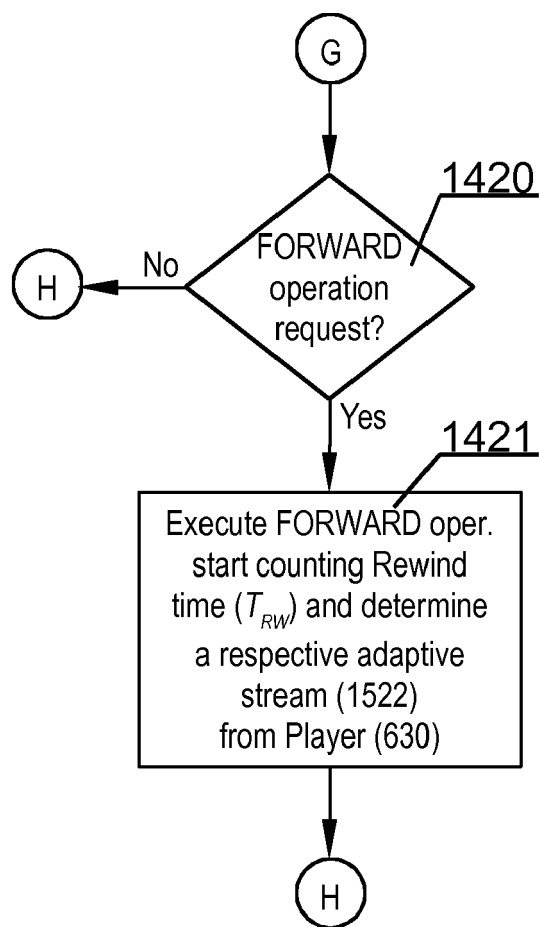 G
1420
FORWARD
operation
request?
No
H
Yes
1421
Execute FORWARD oper.
start counting Rewind
time (T_RW) and determine
a respective adaptive
stream (1522)
from Player (630)
H